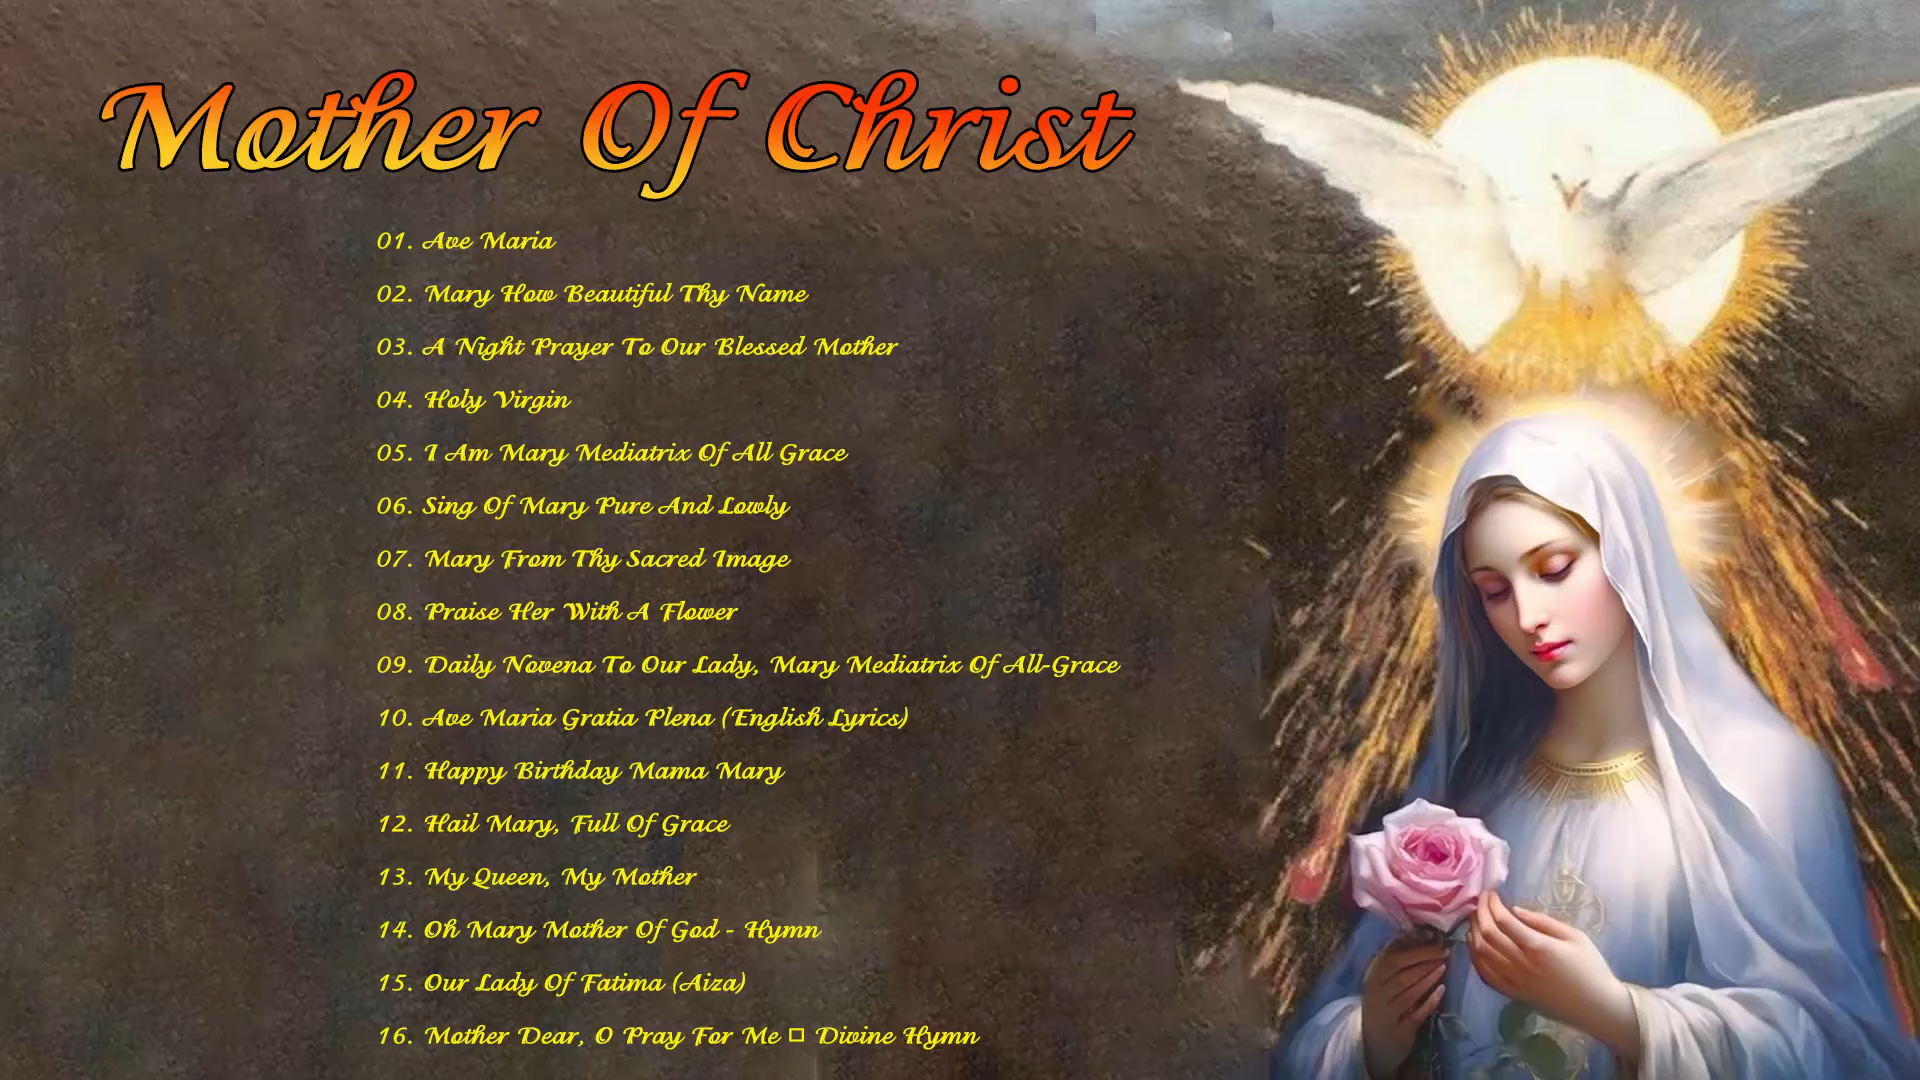 Mother Of Christ
01. Ave Maria
02. Mary How Beautiful Thy Name
03. A Night Prayer To Our Blessed Mother
04. Holy Virgin
05. I Am Mary Mediatrix Of All Grace
06. Sing Of Mary Pure And Lowly
07. Mary From Thy Sacred Image
08. Praise Her With A Flower
09. Daily Novena To Our Lady, Mary Mediatrix Of All-Grace
10. Ave Maria Gratia Plena (English Lyrics)
11. Happy Birthday Mama Mary
12. Hail Mary, Full Of Grace
13. My Queen, My Mother
14. Oh Mary Mother Of God - Hymn
15. Our Lady Of Fatima (Aiza)
16. Mother Dear, O Pray For Me □ Divine Hymn